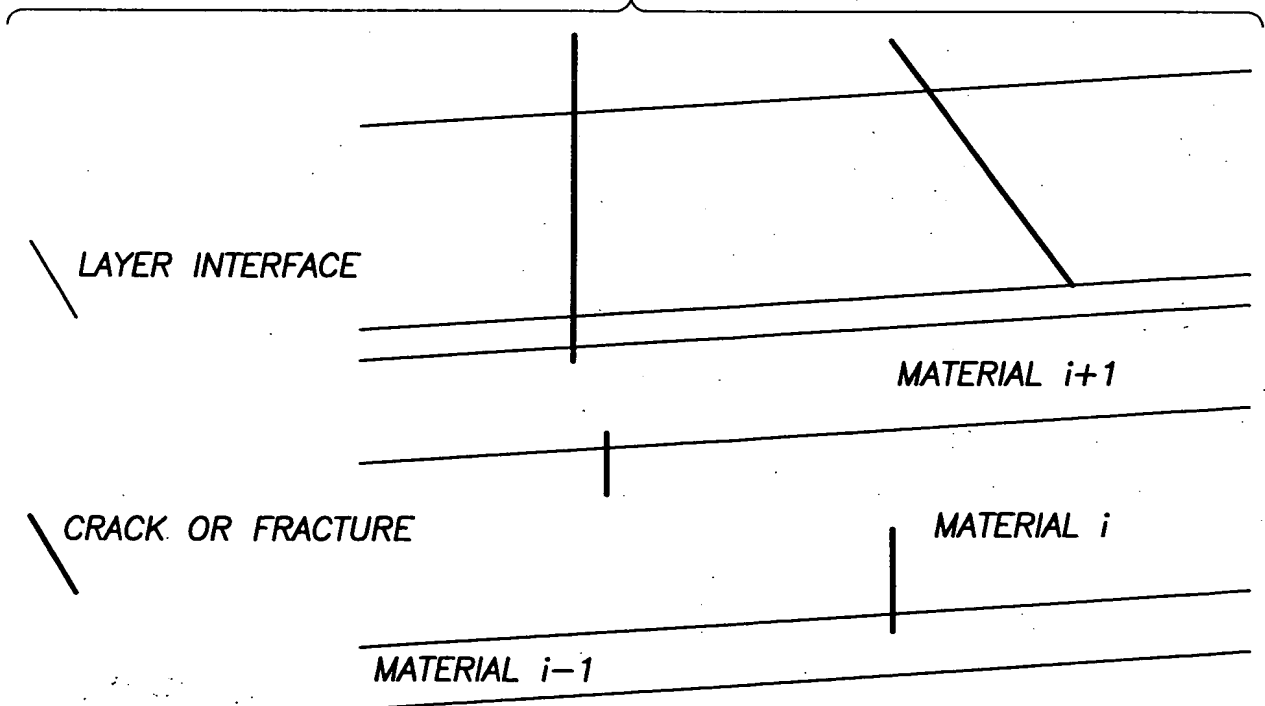 LAYER INTERFACE
MATERIAL i+1
CRACK OR FRACTURE
MATERIAL i
MATERIAL i-1